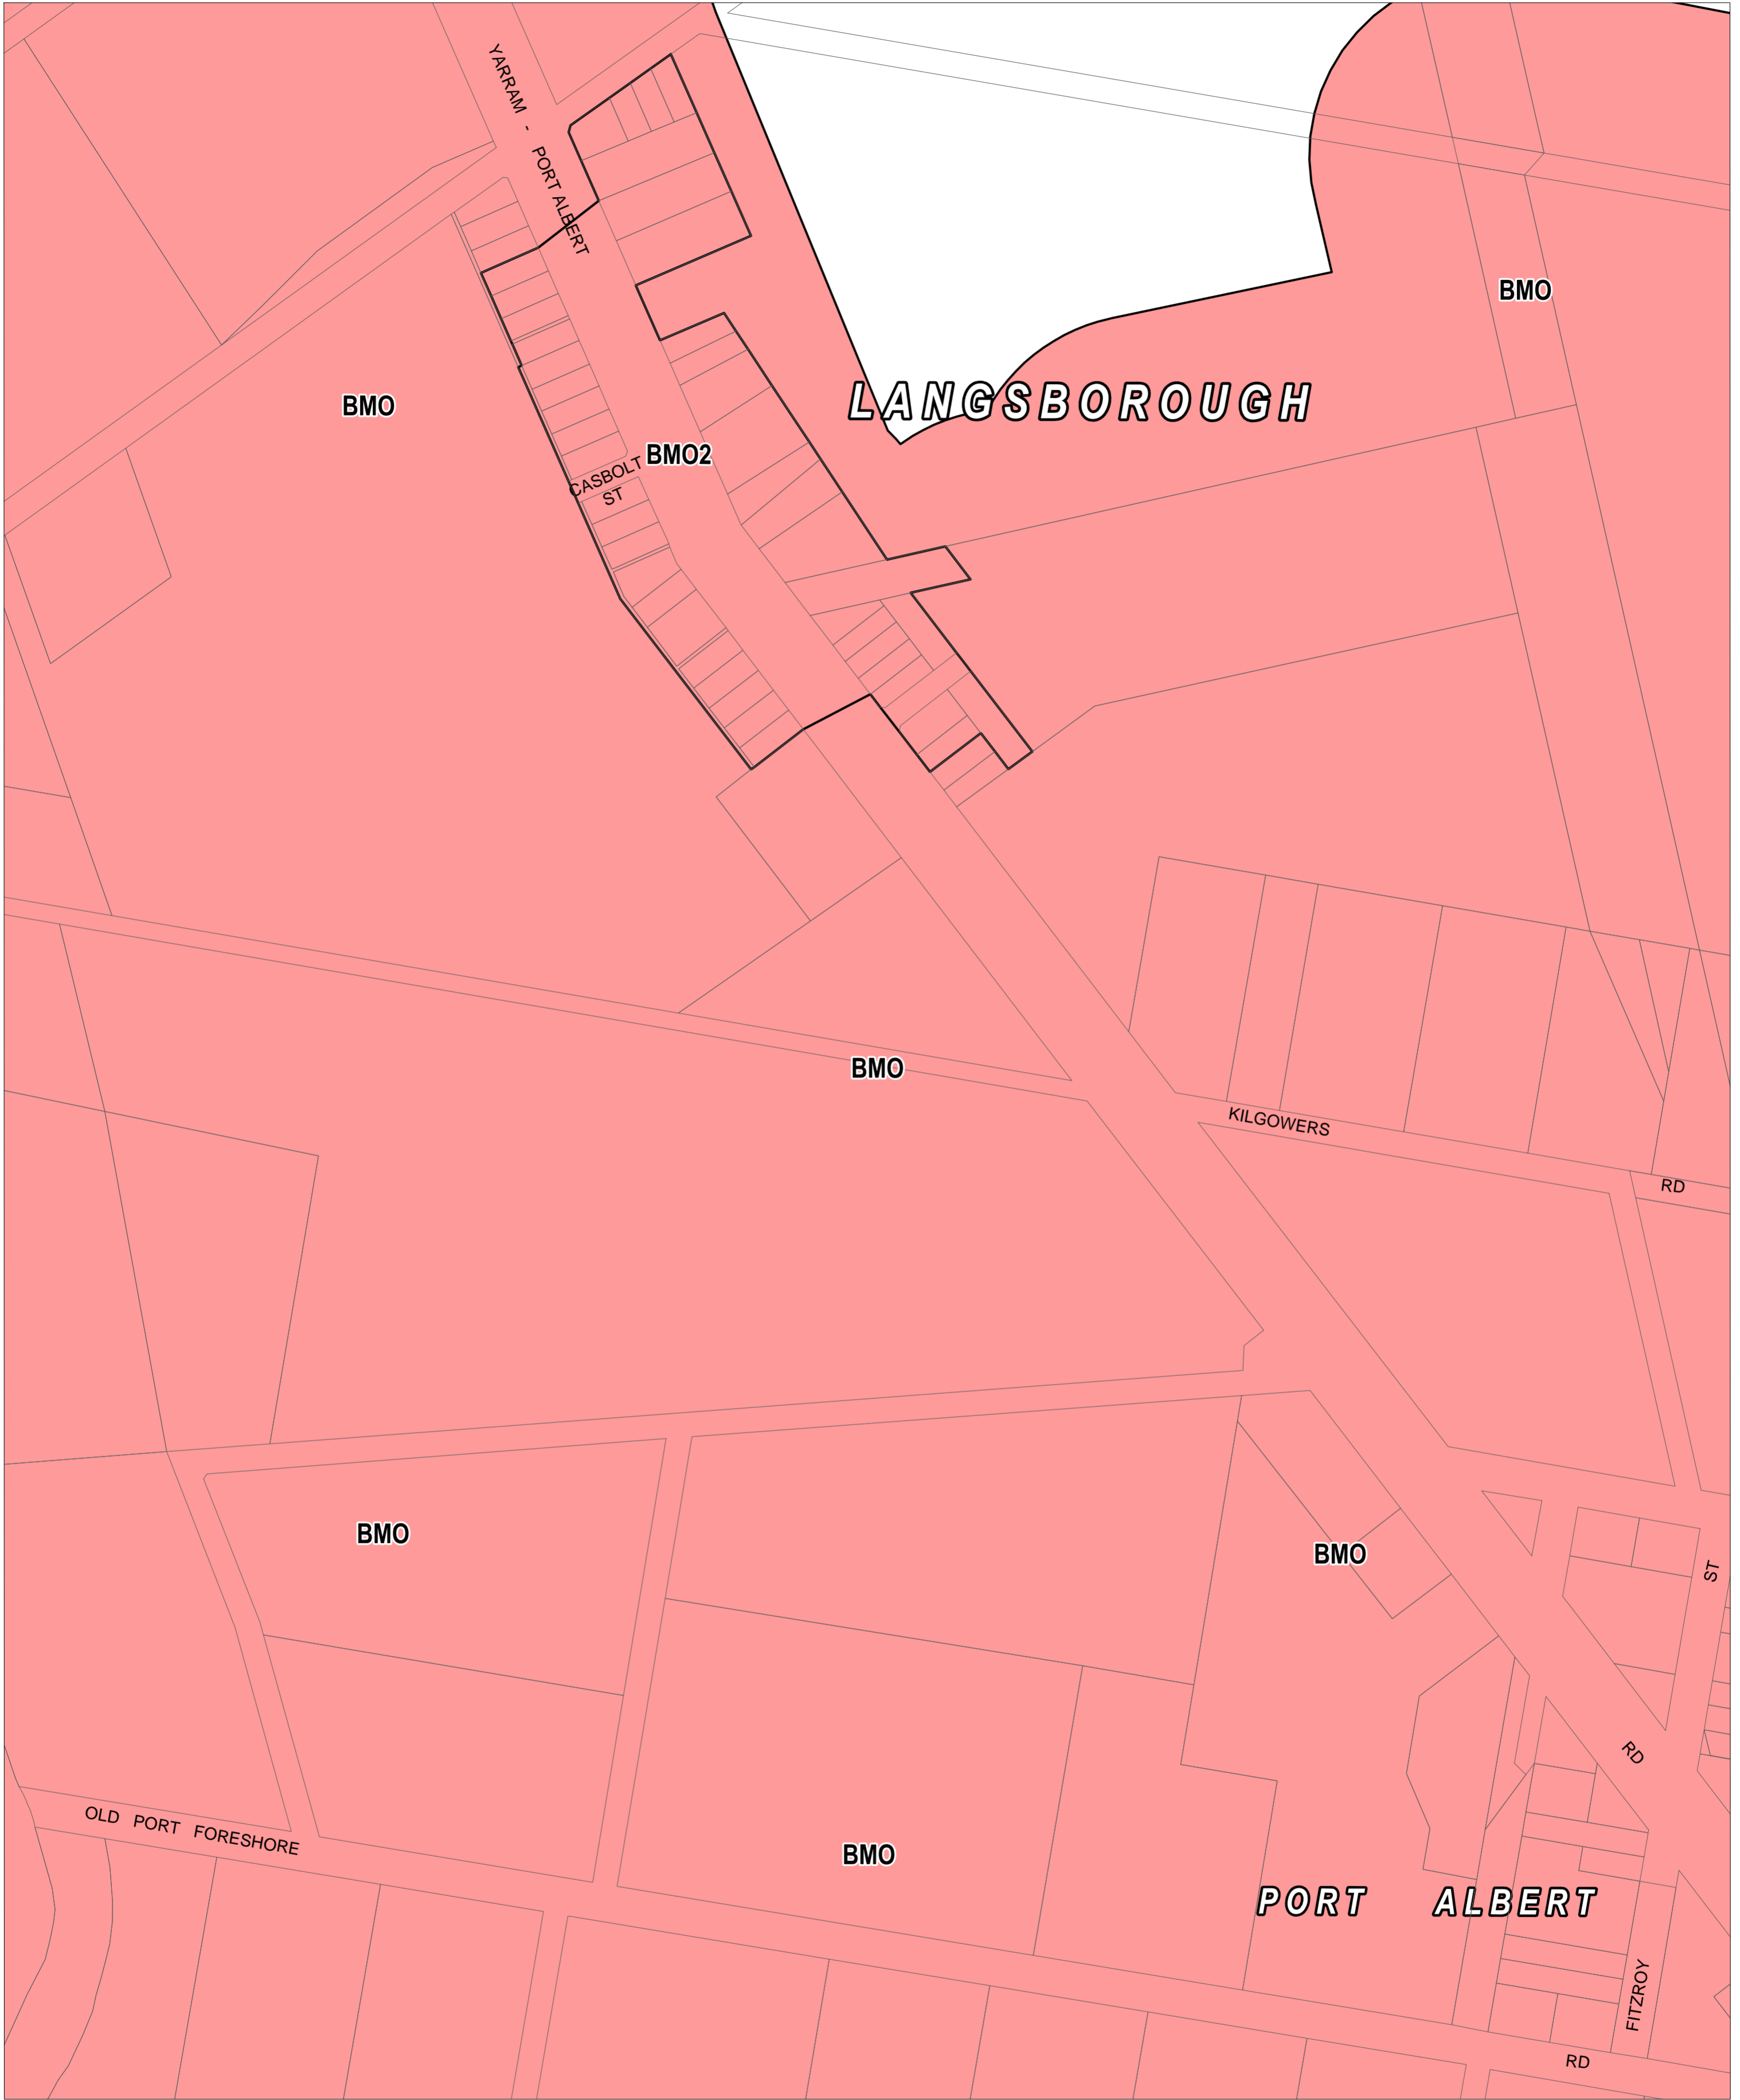 YARRAM - PORT ALBERT
BMO
LANGSBOROUGH
BMO
BMO2
CASBOLT
ST
BMO
KILGOWERS
RD
BMO
BMO
ST
RD
OLD PORT FORESHORE
BMO
PORT ALBERT
FITZROY
RD